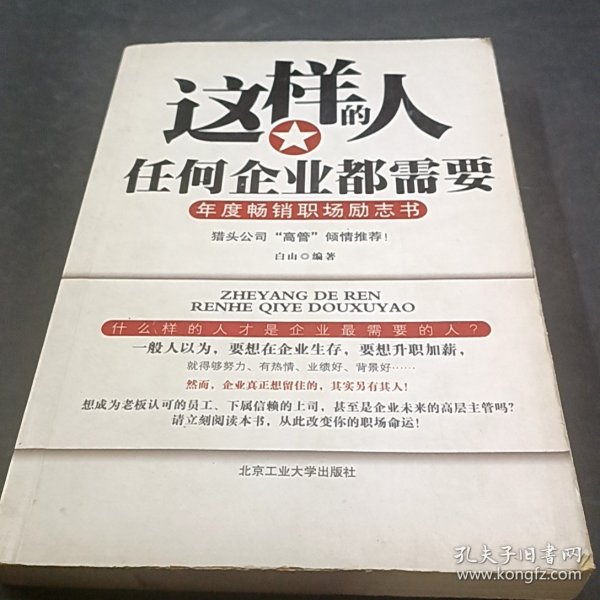 这样的人
任何企业都需要
年度畅销职场励志书
猎头公司“高管”倾情推荐！
白山◎编著
ZHEYANG DE REN
RENHE QIYE DOUXUYAO
什么样的人才是企业最需要的人？
一般人以为，要想在企业生存，要想升职加薪，
就得够努力、有热情、业绩好、背景好……
然而，企业真正想留住的，其实另有其人！
想成为老板认可的员工、下属信赖的上司，甚至是企业未来的高层主管吗？
请立刻阅读本书，从此改变你的职场命运！
北京工业大学出版社
孔夫子旧书网
www.kongfz.com